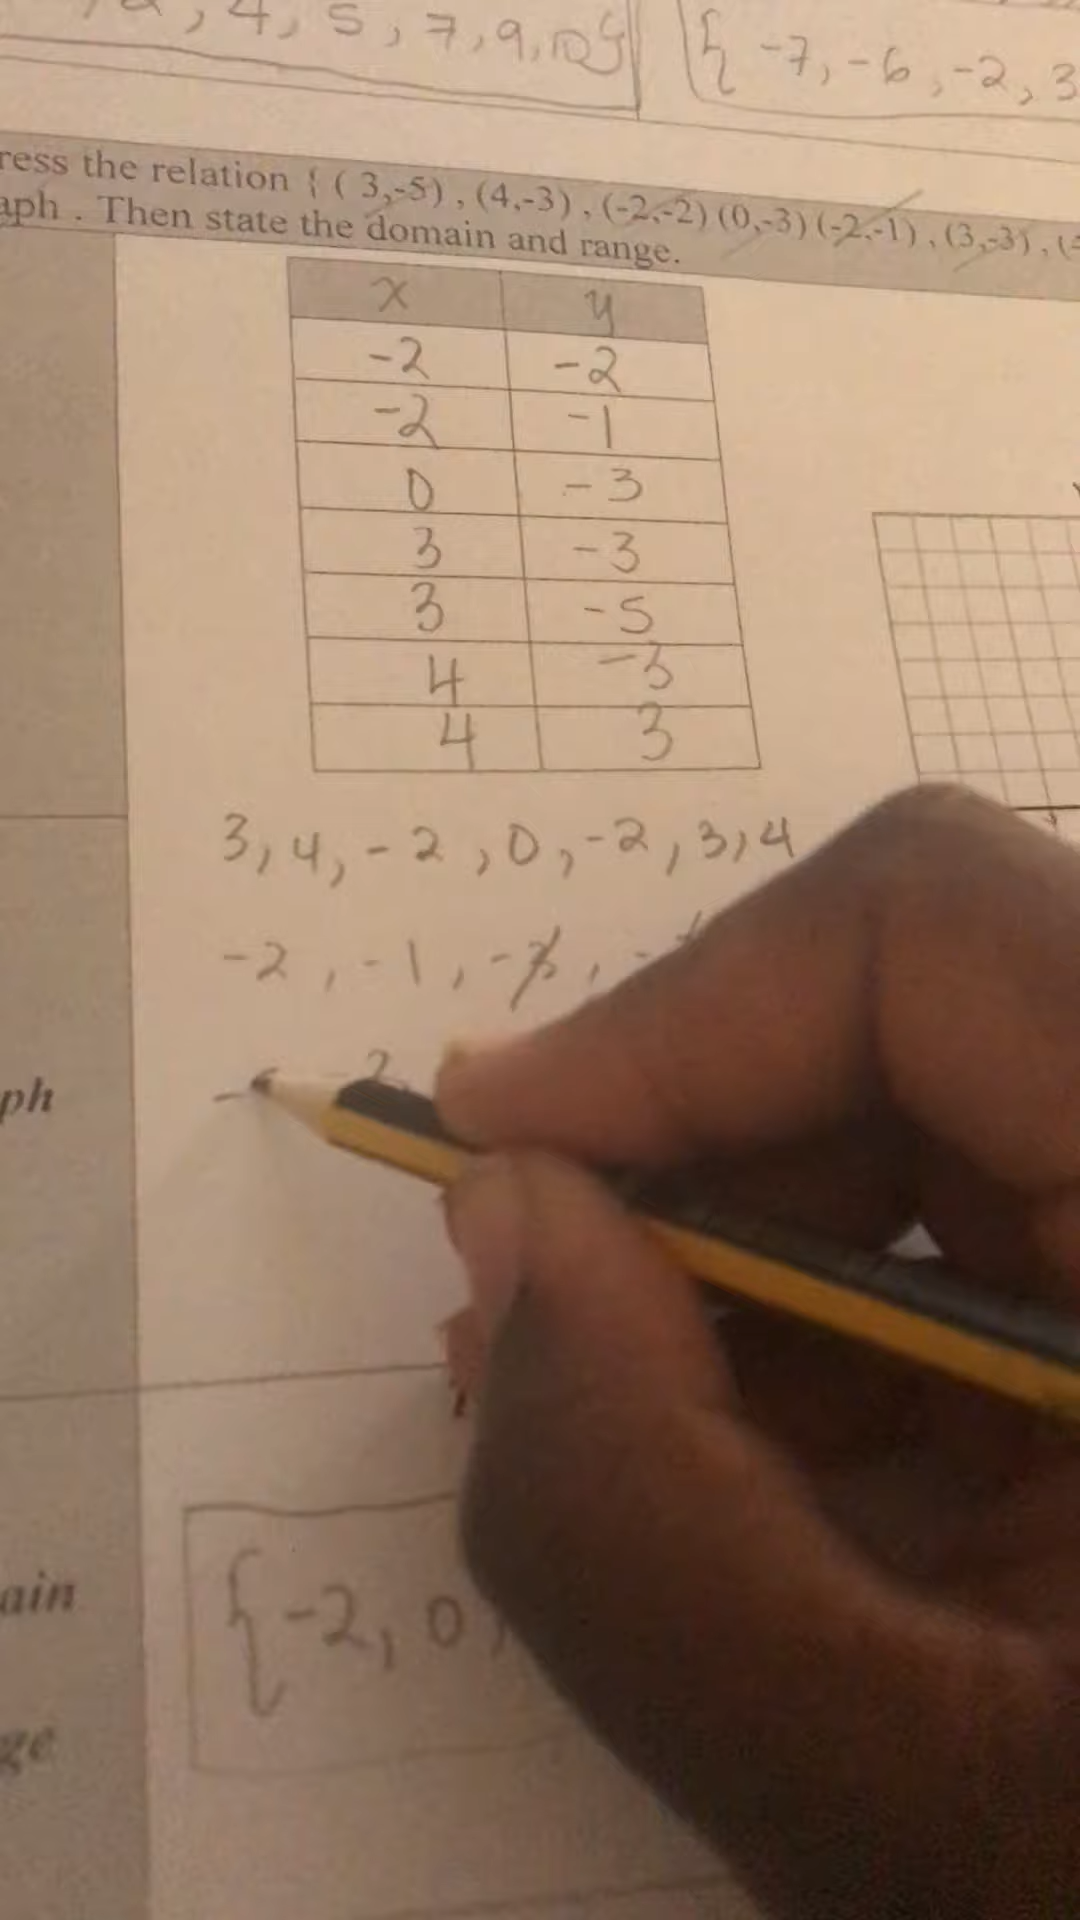 4, 5, 7, 9, 10}
{ -7, -6, -2, 3
ress the relation { ( 3,-5) , (4,-3) , (-2,-2) (0,-3) (-2,-1) , (3,-3) , (
aph . Then state the domain and range.
x y
-2 -2
-2 -1
0 -3
3 -3
3 -5
4 -3
4 3
3, 4, -2, 0, -2, 3, 4
-2, -1, -3,
ph
ain
{-2, 0,
ge